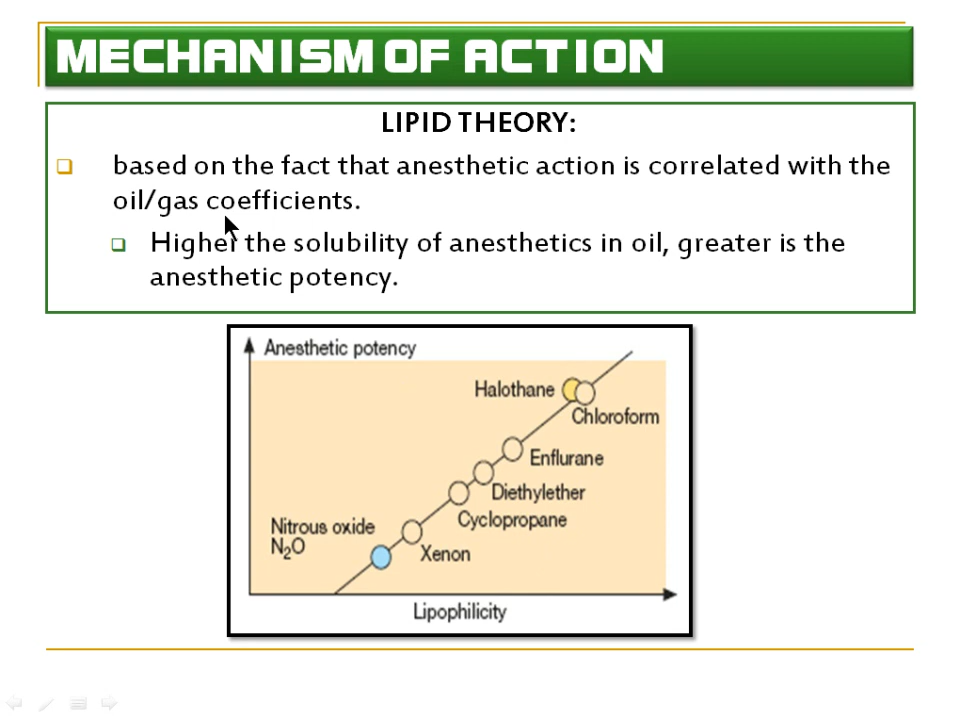 MECHANISM OF ACTION
LIPID THEORY:
based on the fact that anesthetic action is correlated with the
oil/gas coefficients.
Higher the solubility of anesthetics in oil, greater is the
anesthetic potency.
Anesthetic potency
Halothane
Chloroform
Enflurane
Diethylether
Cyclopropane
Nitrous oxide
N₂O
Xenon
Lipophilicity